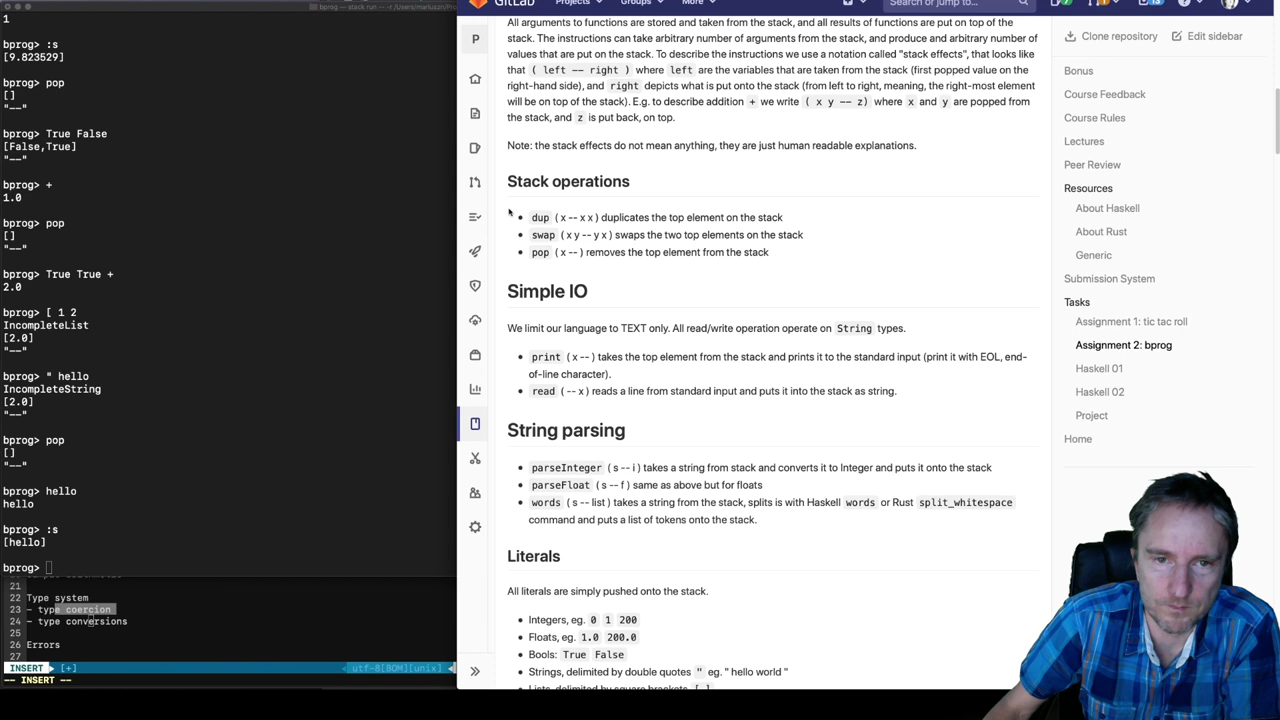 1
bprog — stack run -- r /Users/mariuszn/Pro
bprog> :s
[9.823529]
bprog> pop
[]
"--"
bprog> True False
[False,True]
"--"
bprog> +
1.0
bprog> pop
[]
"--"
bprog> True True +
2.0
bprog> [ 1 2
IncompleteList
[2.0]
"--"
bprog> " hello
IncompleteString
[2.0]
"--"
bprog> pop
[]
"--"
bprog> hello
hello
bprog> :s
[hello]
bprog>
21
22 Type system
23 - type coercion
24 - type conversions
25
26 Errors
27
INSERT [+] utf-8[BOM][unix]
-- INSERT --
GitLab Projects Groups More Search or jump to...
All arguments to functions are stored and taken from the stack, and all results of functions are put on top of the
stack. The instructions can take arbitrary number of arguments from the stack, and produce and arbitrary number of
values that are put on the stack. To describe the instructions we use a notation called "stack effects", that looks like
that ( left -- right ) where left are the variables that are taken from the stack (first popped value on the
right-hand side), and right depicts what is put onto the stack (from left to right, meaning, the right-most element
will be on top of the stack). E.g. to describe addition + we write ( x y -- z) where x and y are popped from
the stack, and z is put back, on top.
Note: the stack effects do not mean anything, they are just human readable explanations.
Stack operations
• dup ( x -- x x ) duplicates the top element on the stack
• swap ( x y -- y x ) swaps the two top elements on the stack
• pop ( x -- ) removes the top element from the stack
Simple IO
We limit our language to TEXT only. All read/write operation operate on String types.
• print ( x -- ) takes the top element from the stack and prints it to the standard input (print it with EOL, end-
of-line character).
• read ( -- x ) reads a line from standard input and puts it into the stack as string.
String parsing
• parseInteger ( s -- i ) takes a string from stack and converts it to Integer and puts it onto the stack
• parseFloat ( s -- f ) same as above but for floats
• words ( s -- list ) takes a string from the stack, splits is with Haskell words or Rust split_whitespace
command and puts a list of tokens onto the stack.
Literals
All literals are simply pushed onto the stack.
• Integers, eg. 0 1 200
• Floats, eg. 1.0 200.0
• Bools: True False
• Strings, delimited by double quotes " eg. " hello world "
• Lists, delimited by square brackets [ ]
P
Clone repository Edit sidebar
Bonus
Course Feedback
Course Rules
Lectures
Peer Review
Resources
About Haskell
About Rust
Generic
Submission System
Tasks
Assignment 1: tic tac roll
Assignment 2: bprog
Haskell 01
Haskell 02
Project
Home